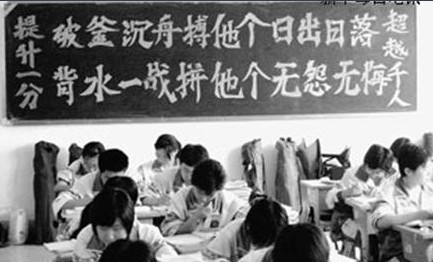 提升一分
破釜沉舟搏他个日出日落
背水一战拼他个无怨无悔
超越千人